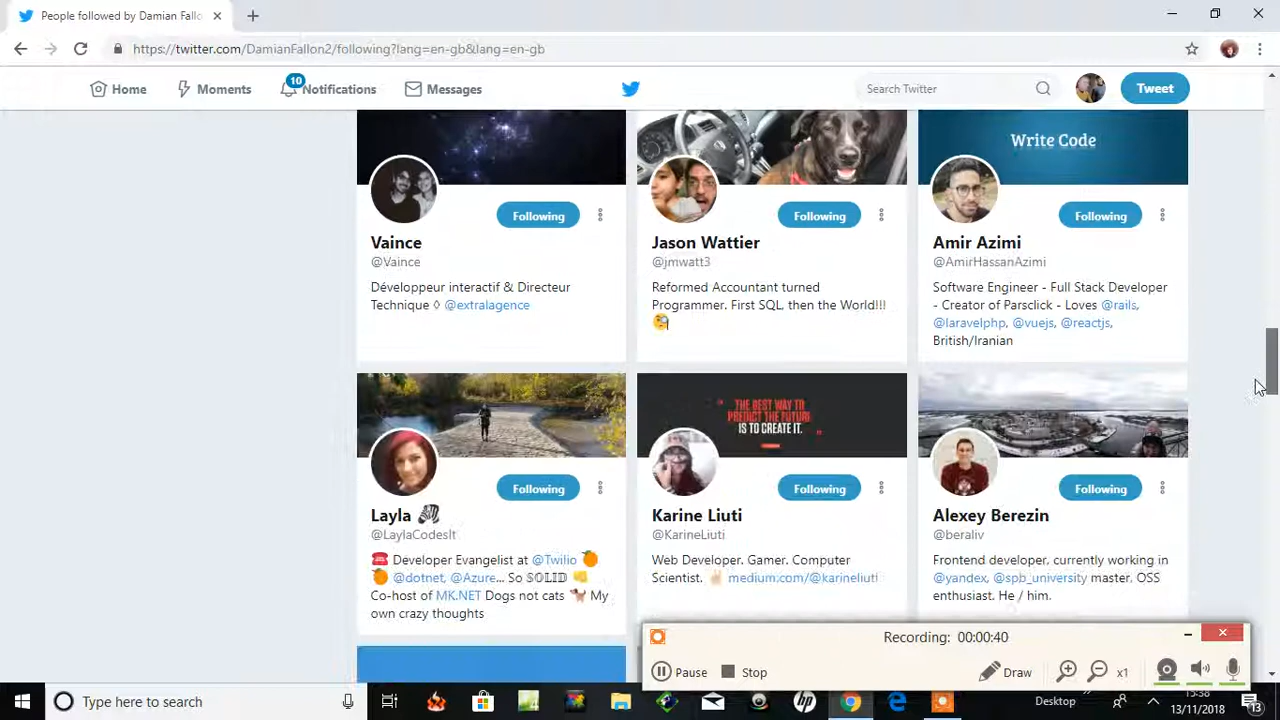 People followed by Damian Fallo
https://twitter.com/DamianFallon2/following?lang=en-gb&lang=en-gb
Home
Moments
10
Notifications
Messages
Search Twitter
Tweet
Write Code
Following
Following
Following
Vaince
Jason Wattier
Amir Azimi
@Vaince
@jmwatt3
@AmirHassanAzimi
Développeur interactif & Directeur
Technique ◊ @extralagence
Reformed Accountant turned
Programmer. First SQL, then the World!!!
🧐
Software Engineer - Full Stack Developer
- Creator of Parsclick - Loves @rails,
@laravelphp, @vuejs, @reactjs,
British/Iranian
THE BEST WAY TO
PREDICT THE FUTURE
IS TO CREATE IT.
Following
Following
Following
Layla 🦓
Karine Liuti
Alexey Berezin
@LaylaCodesIt
@KarineLiuti
@beraliv
☎️ Developer Evangelist at @Twilio 🍊
🍊 @dotnet, @Azure... So 𝕊𝕆𝕃𝕀𝔻 👊
Co-host of MK.NET Dogs not cats 🐕 My
own crazy thoughts
Web Developer. Gamer. Computer
Scientist. ✌🏻 medium.com/@karineliuti
Frontend developer, currently working in
@yandex, @spb_university master. OSS
enthusiast. He / him.
Recording: 00:00:40
Pause
Stop
Draw
x1
Type here to search
Desktop
15:38
13/11/2018
13